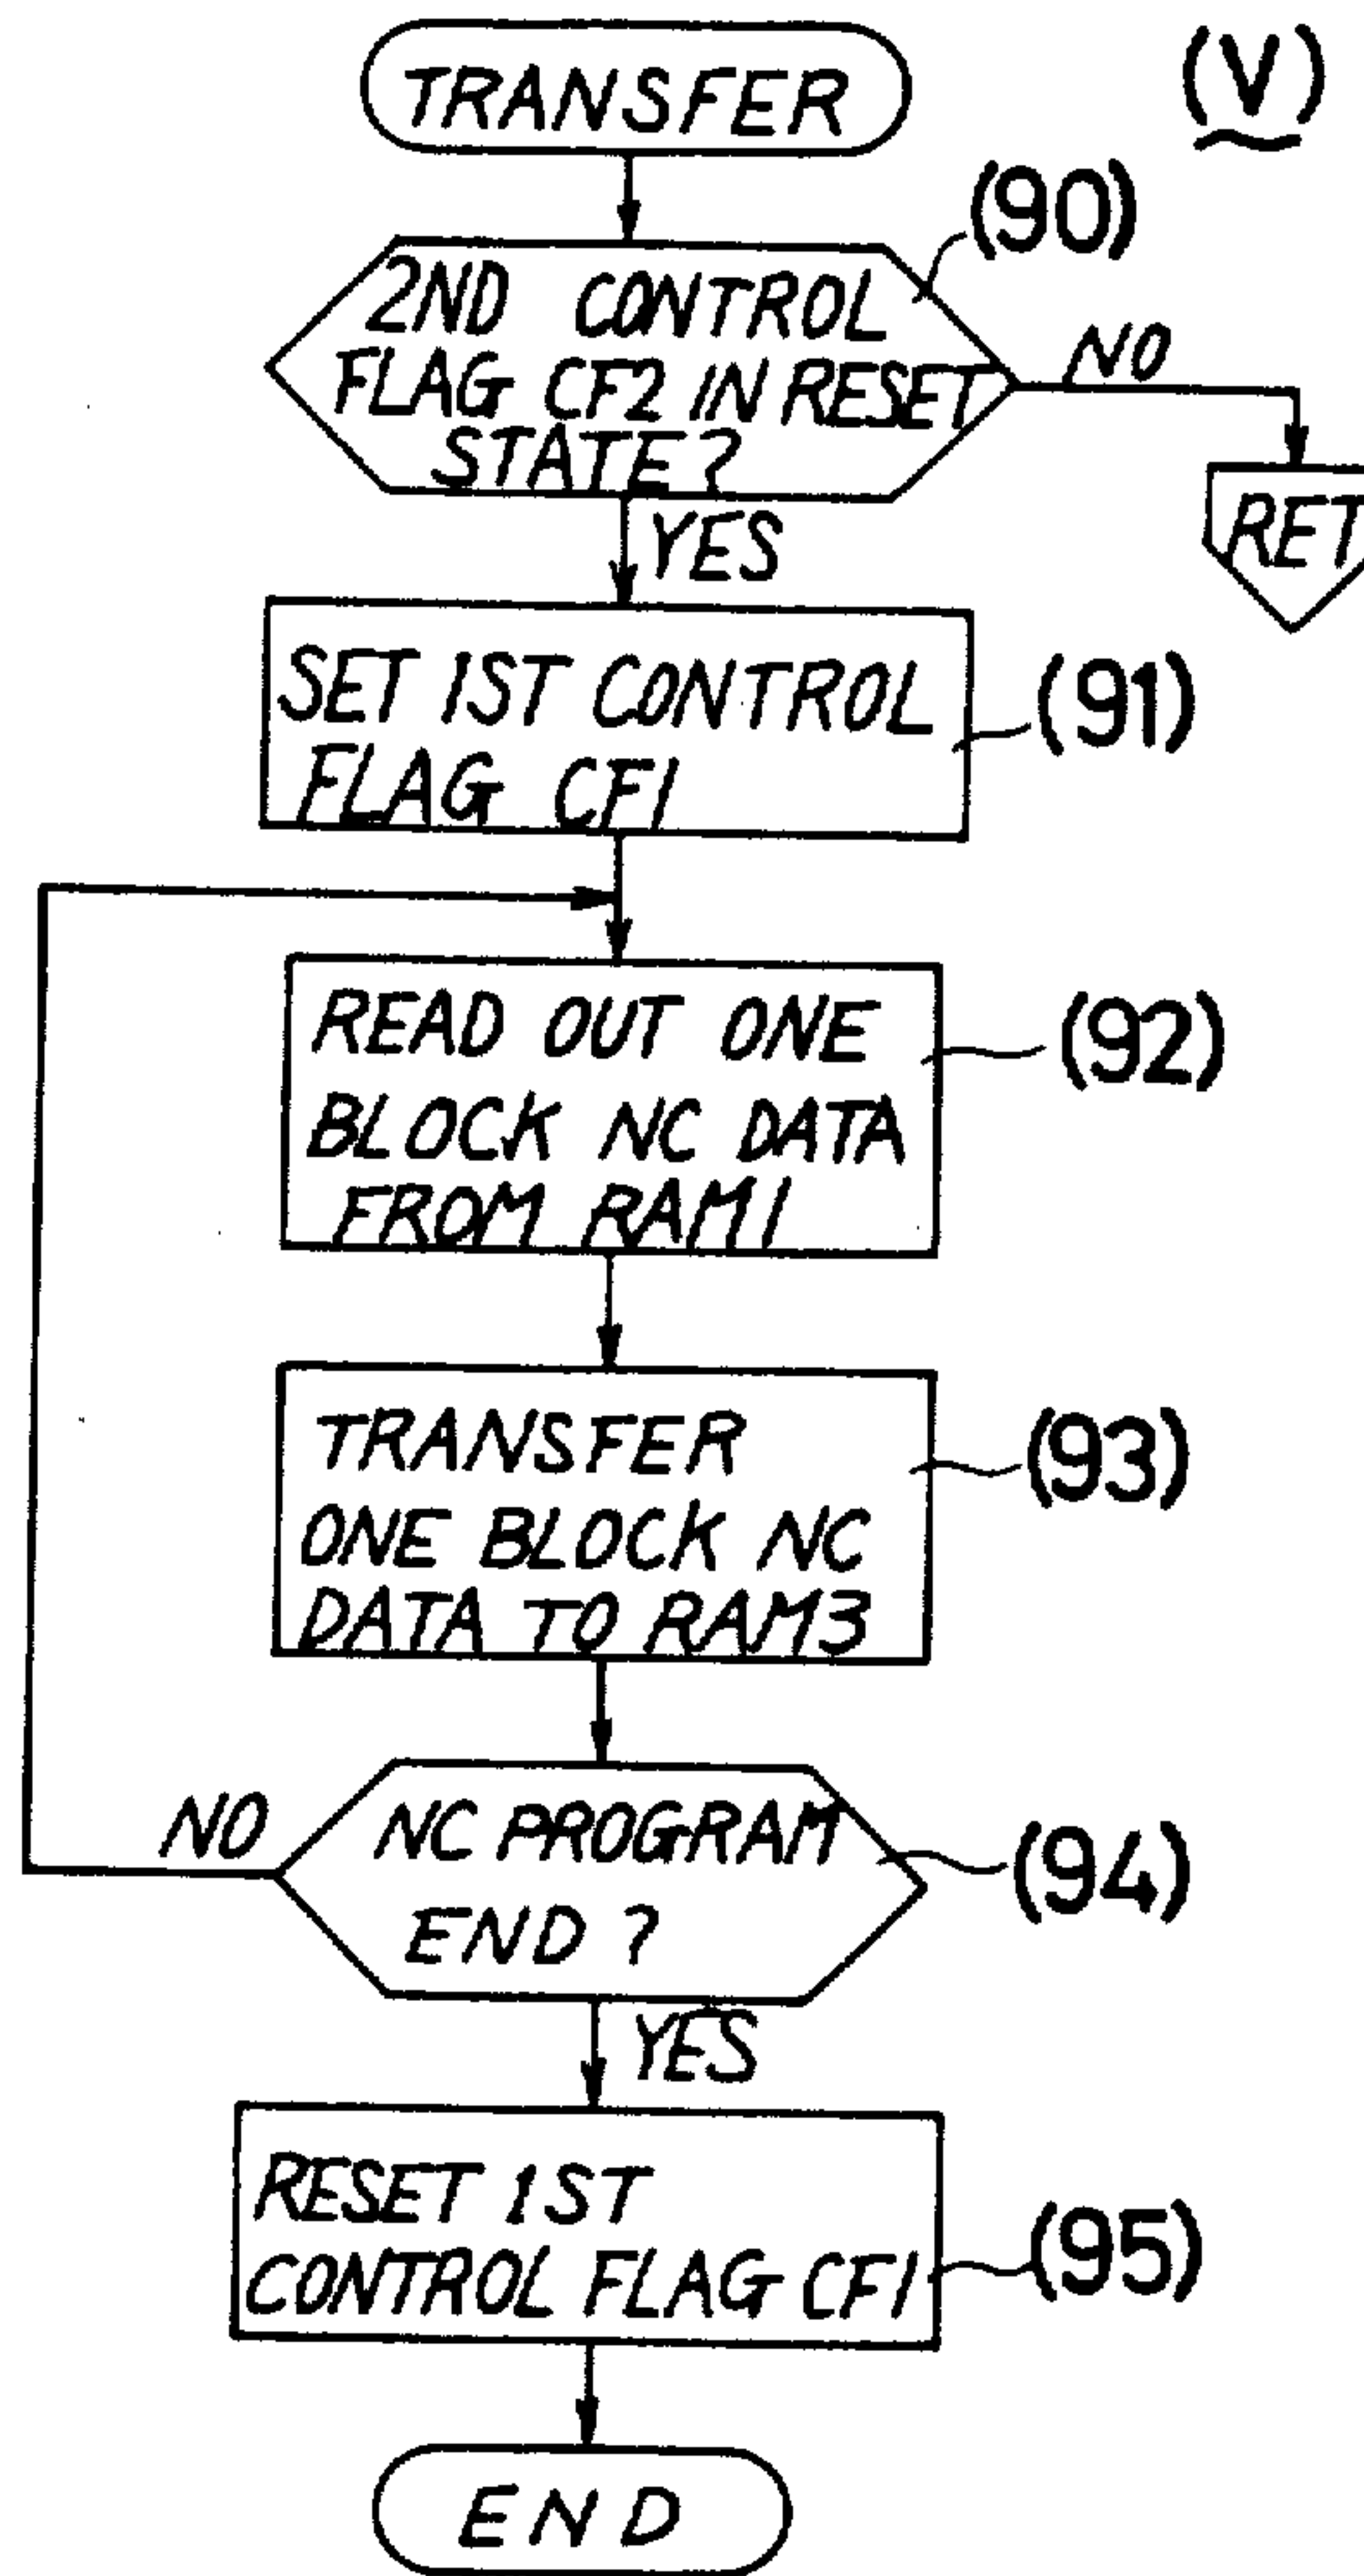 TRANSFER
(V)
(90)
2ND CONTROL
FLAG CF2 IN RESET
STATE?
NO
RET
YES
SET 1ST CONTROL
FLAG CF1
(91)
READ OUT ONE
BLOCK NC DATA
FROM RAM1
(92)
TRANSFER
ONE BLOCK NC
DATA TO RAM3
(93)
NC PROGRAM
END?
(94)
NO
YES
RESET 1ST
CONTROL FLAG CF1
(95)
END